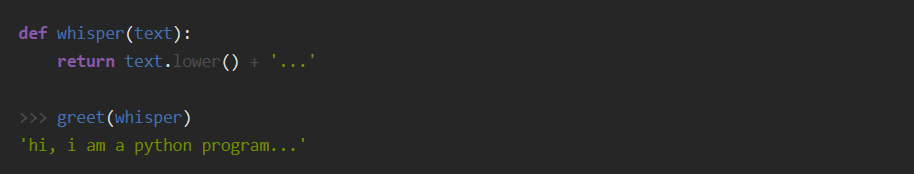 def whisper(text):
    return text.lower() + '...'
>>> greet(whisper)
'hi, i am a python program...'